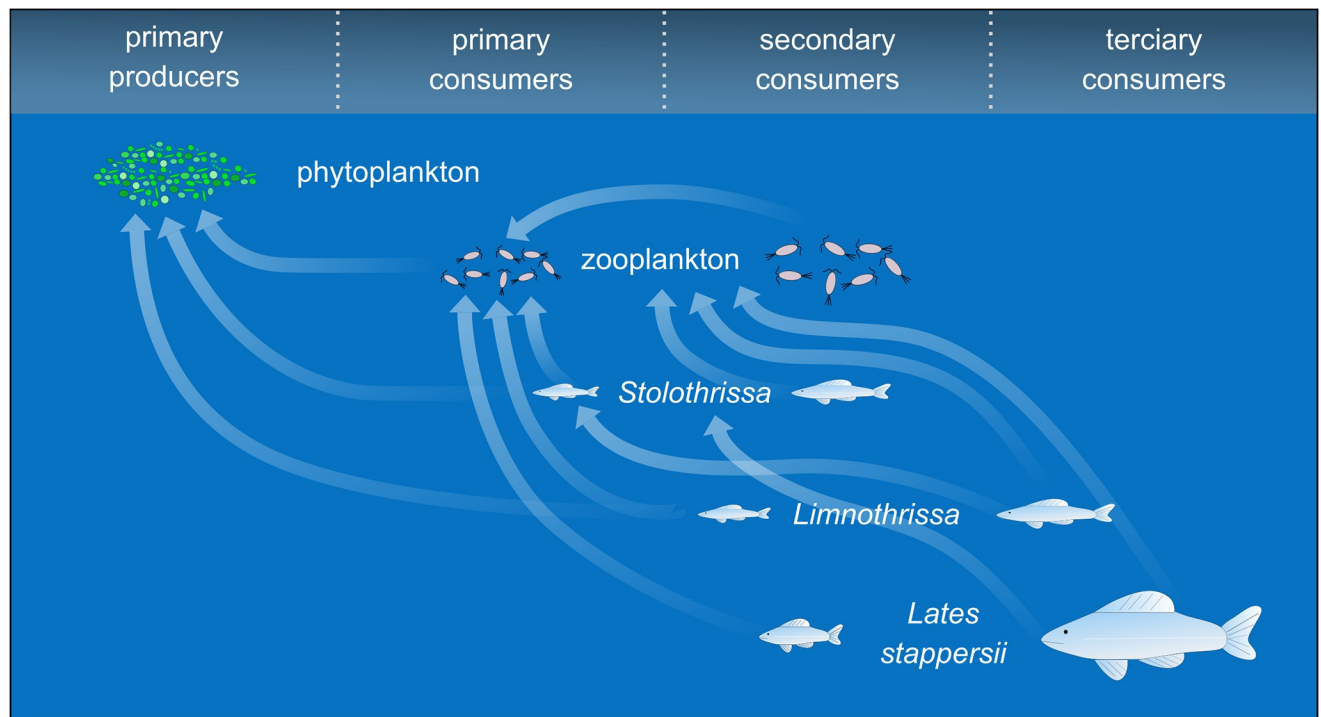 primary
producers
primary
consumers
secondary
consumers
terciary
consumers
phytoplankton
zooplankton
Stolothrissa
Limnothrissa
Lates
stappersii